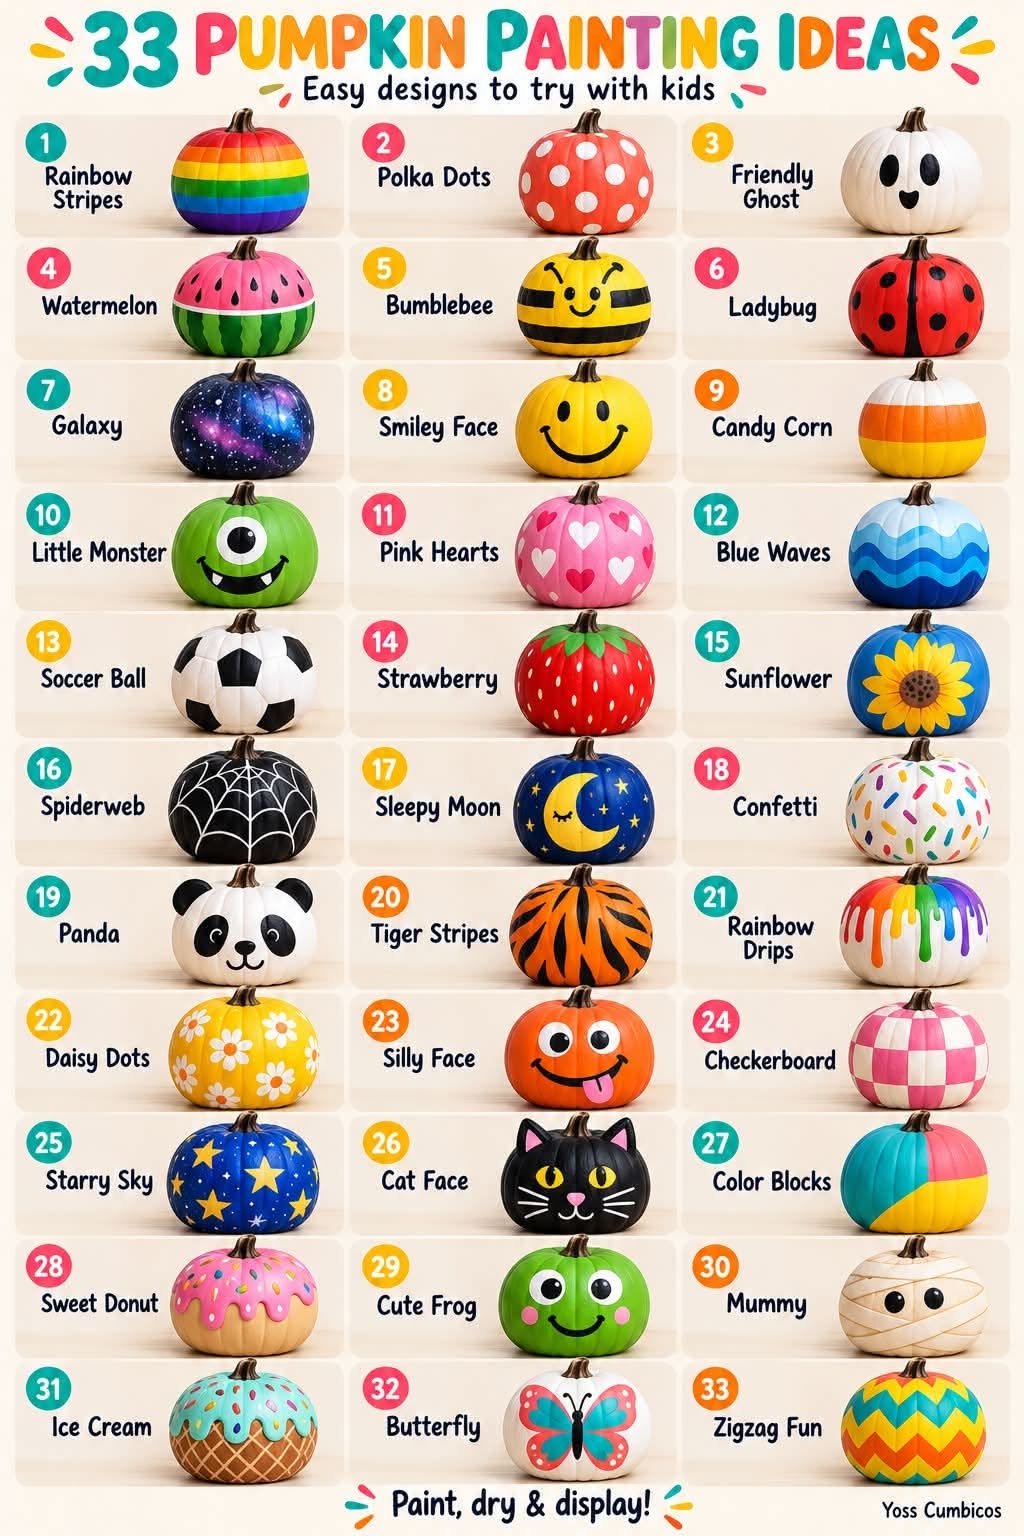 33 PUMPKIN PAINTING IDEAS
Easy designs to try with kids
1
Rainbow
Stripes
2
Polka Dots
3
Friendly
Ghost
4
Watermelon
5
Bumblebee
6
Ladybug
7
Galaxy
8
Smiley Face
9
Candy Corn
10
Little Monster
11
Pink Hearts
12
Blue Waves
13
Soccer Ball
14
Strawberry
15
Sunflower
16
Spiderweb
17
Sleepy Moon
18
Confetti
19
Panda
20
Tiger Stripes
21
Rainbow
Drips
22
Daisy Dots
23
Silly Face
24
Checkerboard
25
Starry Sky
26
Cat Face
27
Color Blocks
28
Sweet Donut
29
Cute Frog
30
Mummy
31
Ice Cream
32
Butterfly
33
Zigzag Fun
Paint, dry & display!
Yoss Cumbicos